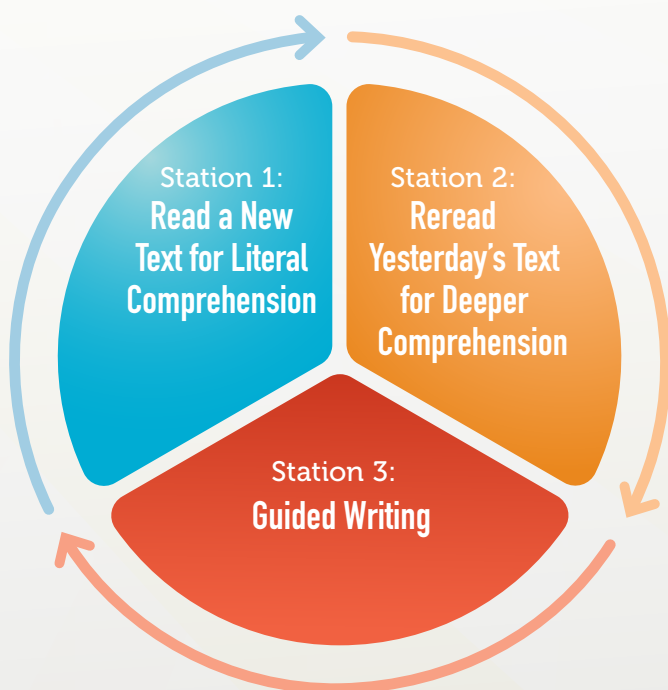 Station 1:
Read a New
Text for Literal
Comprehension
Station 2:
Reread
Yesterday's Text
for Deeper
Comprehension
Station 3:
Guided Writing